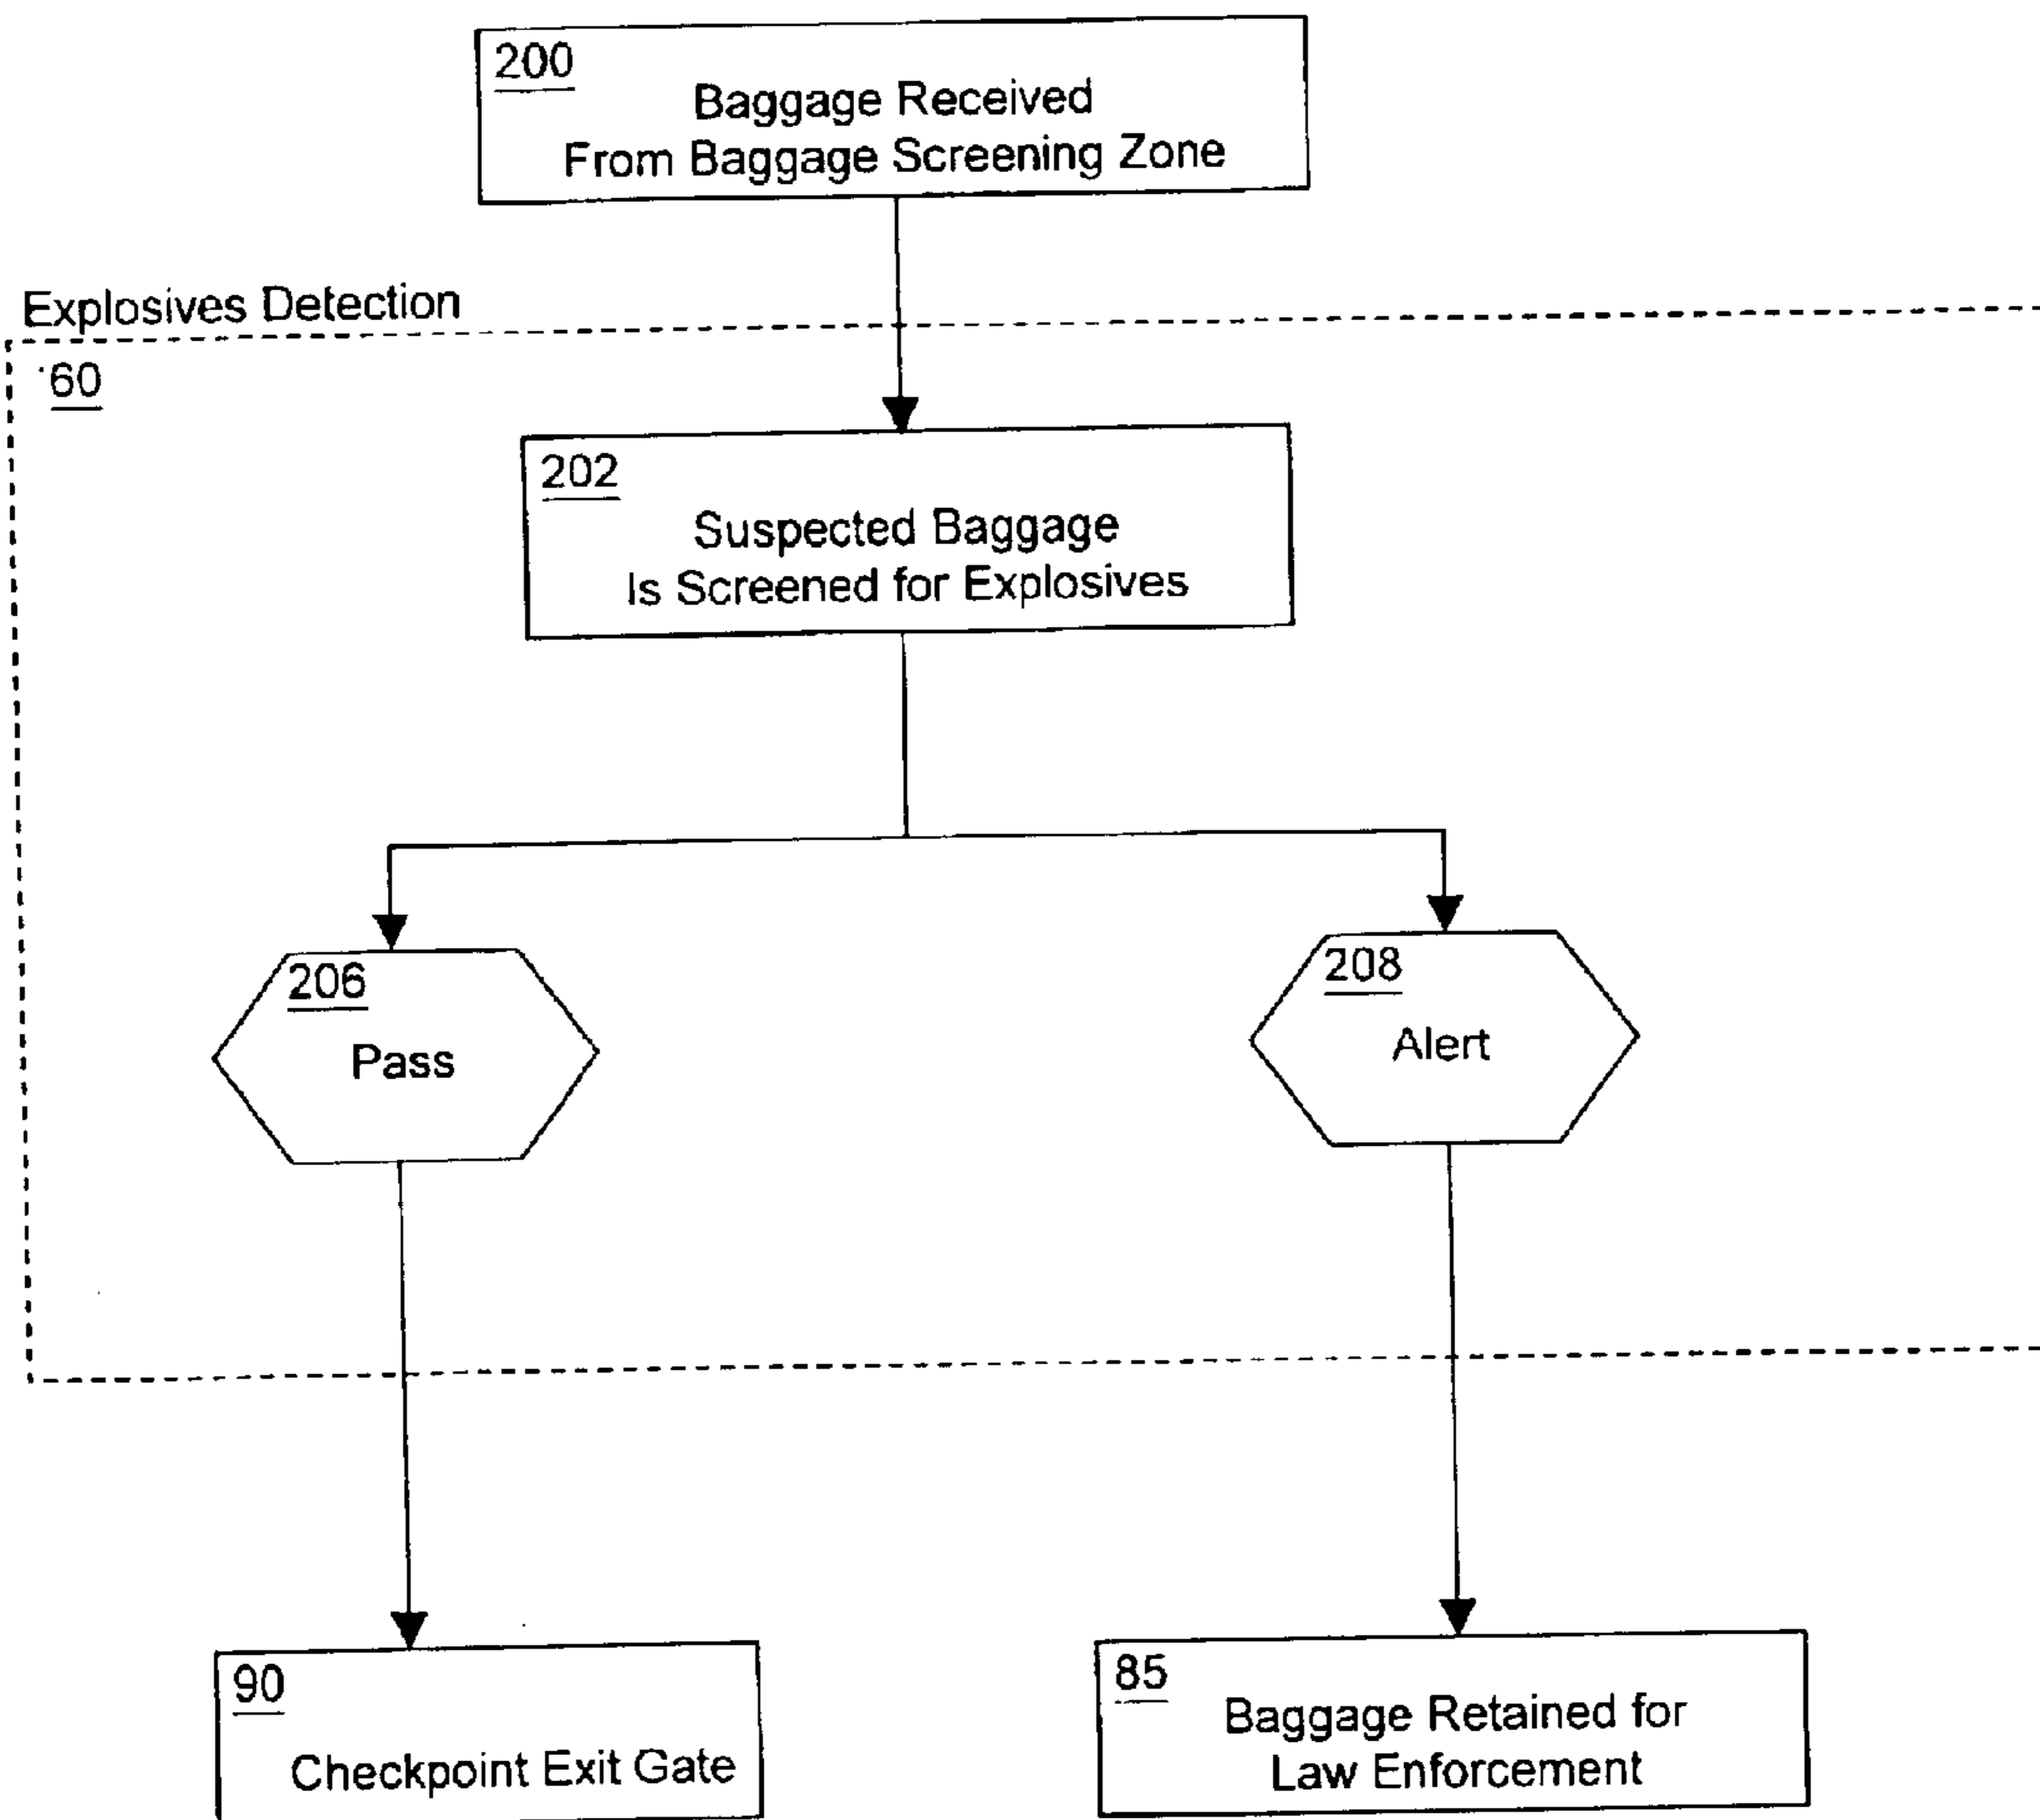 200
Baggage Received
From Baggage Screening Zone
Explosives Detection
60
202
Suspected Baggage
Is Screened for Explosives
206
Pass
208
Alert
90
Checkpoint Exit Gate
85
Baggage Retained for
Law Enforcement